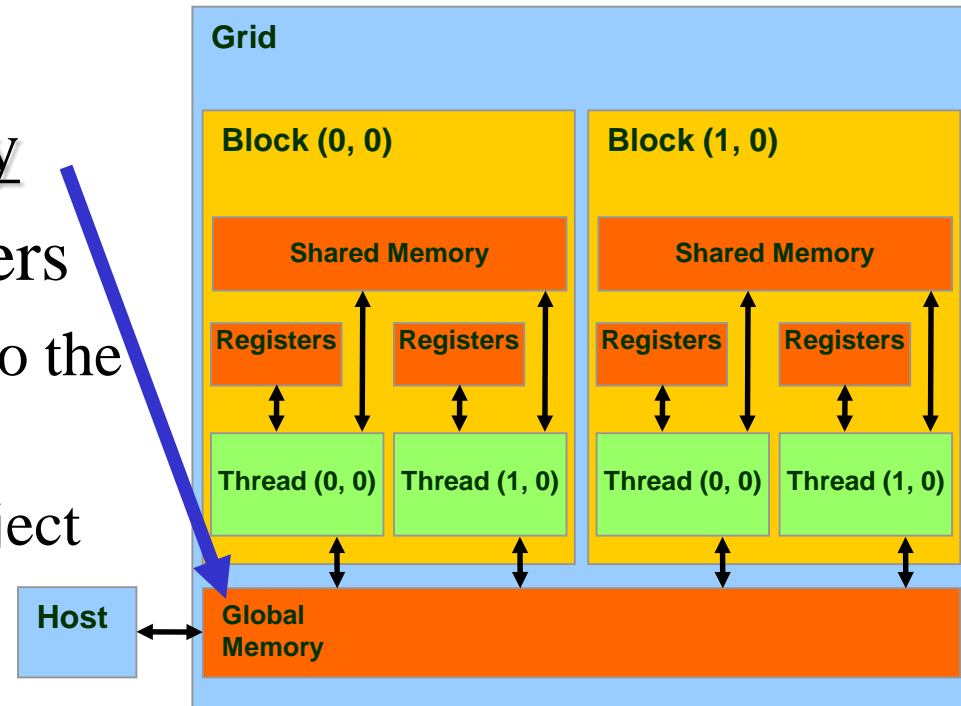 Grid
Block (0, 0)
Block (1, 0)
Shared Memory
Shared Memory
Registers
Registers
Registers
Registers
Thread (0, 0)
Thread (1, 0)
Thread (0, 0)
Thread (1, 0)
Host
Global
Memory
y
ers
o the
ject